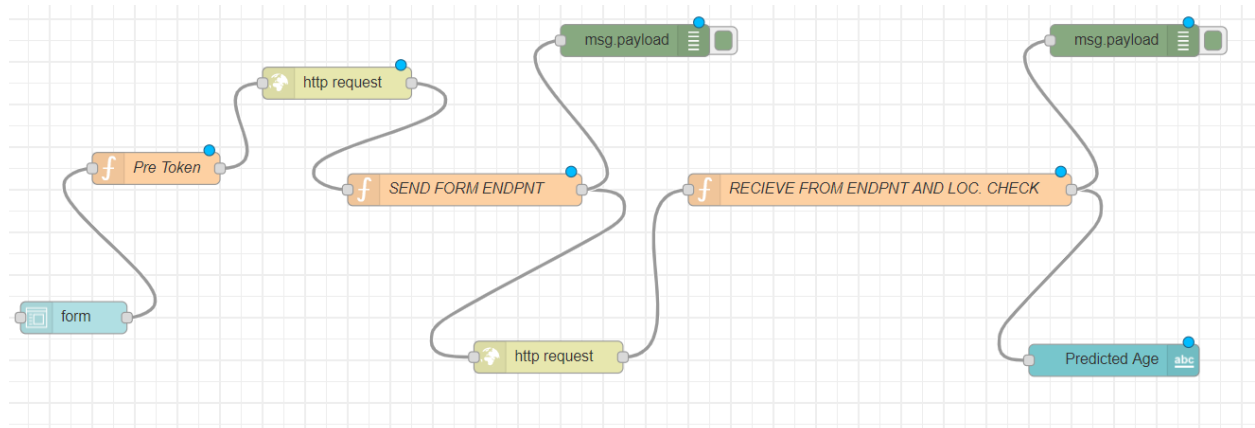 msg.payload
msg.payload
http request
Pre Token
SEND FORM ENDPNT
RECIEVE FROM ENDPNT AND LOC. CHECK
form
http request
Predicted Age
abc